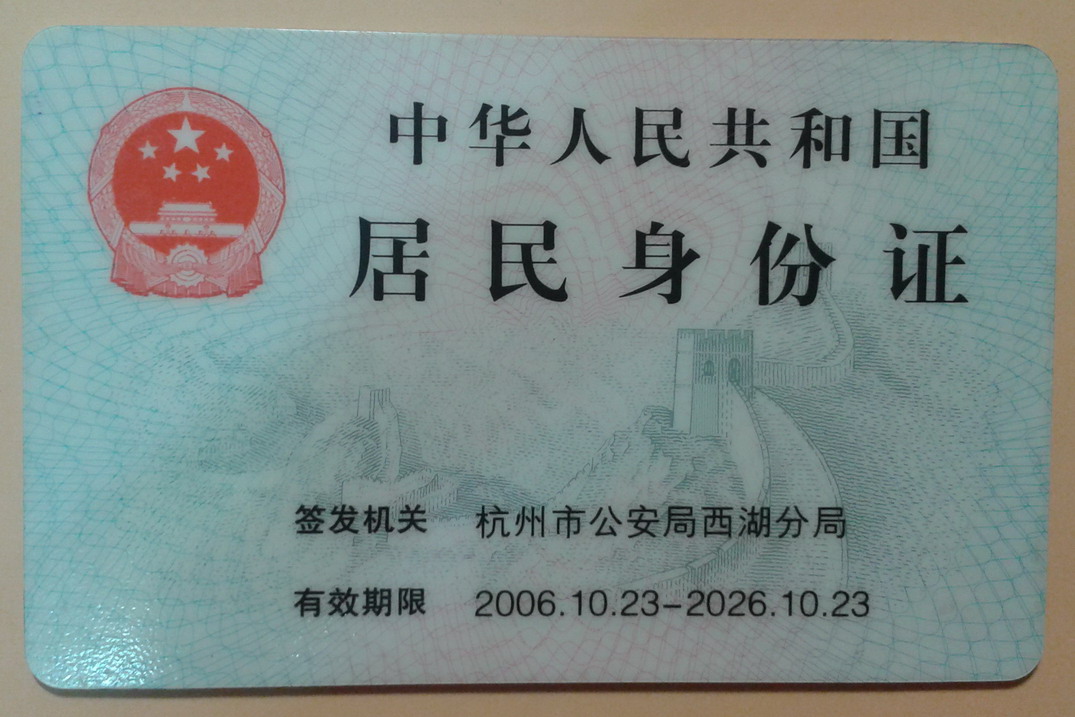 中华人民共和国
居民身份证
签发机关 杭州市公安局西湖分局
有效期限 2006.10.23-2026.10.23